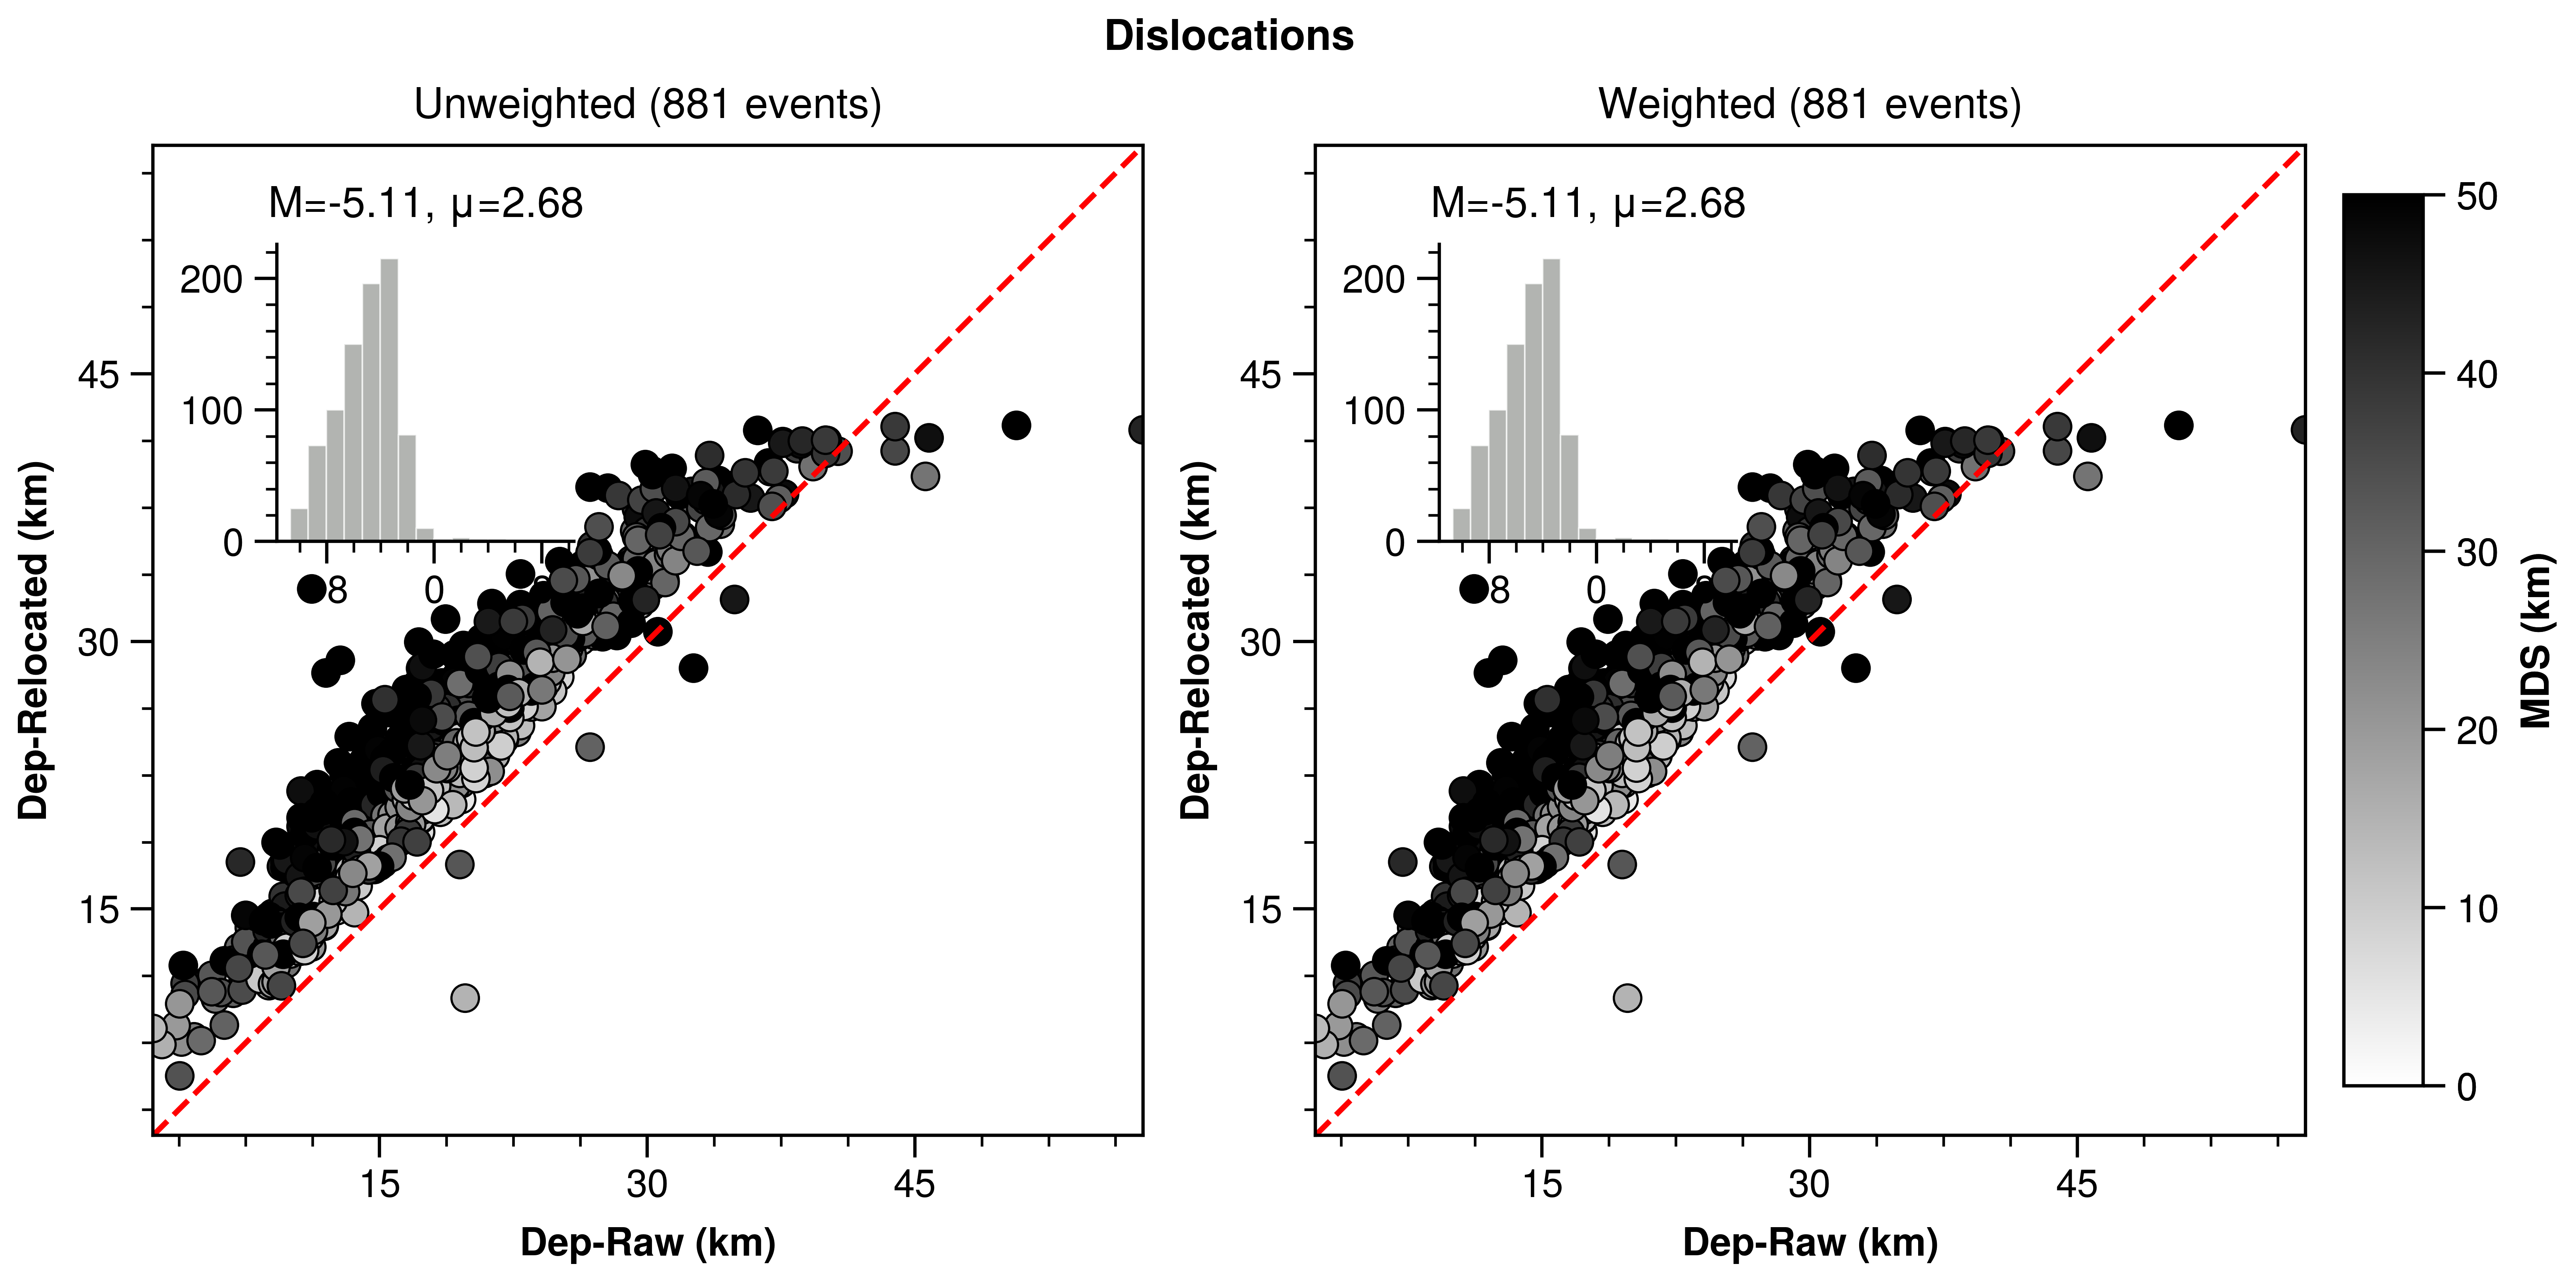 Dislocations
Unweighted (881 events)
M=-5.11, µ=2.68
200
100
0
8
0
45
30
15
15
30
45
Dep-Relocated (km)
Dep-Raw (km)
Weighted (881 events)
M=-5.11, µ=2.68
200
100
0
8
0
45
30
15
15
30
45
Dep-Relocated (km)
Dep-Raw (km)
50
40
30
20
10
0
MDS (km)